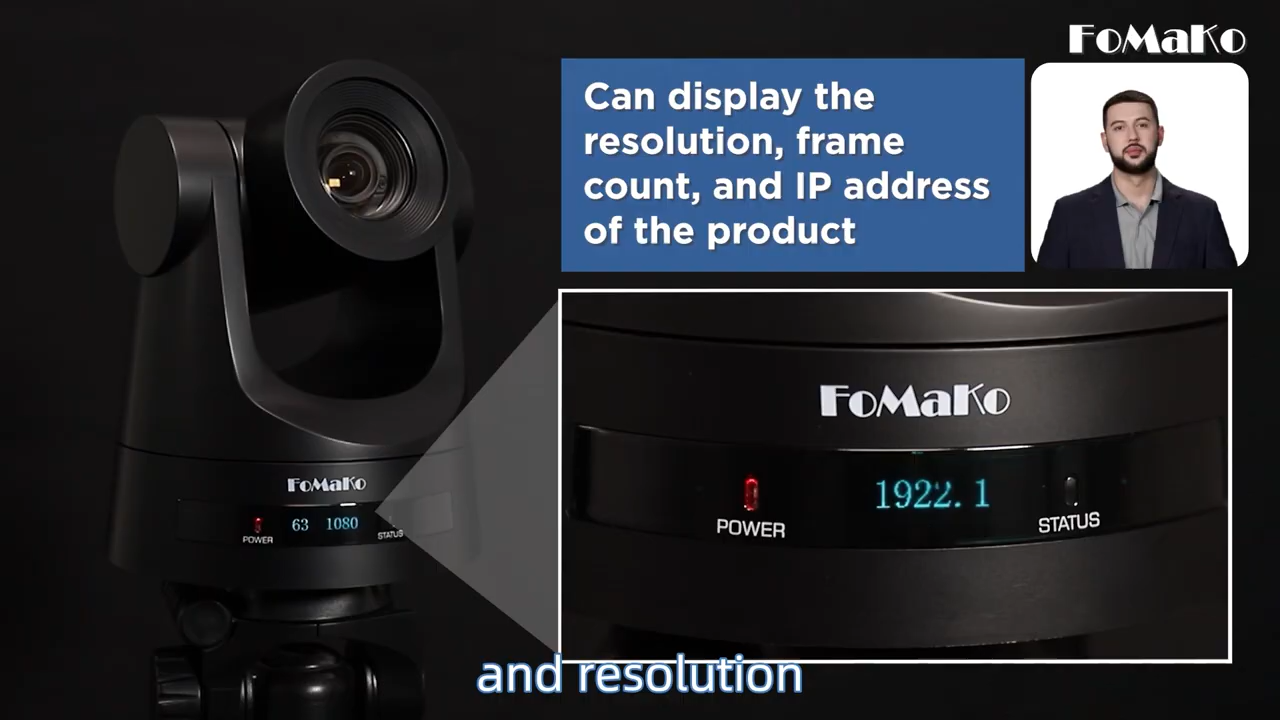 FoMaKo
Can display the
resolution, frame
count, and IP address
of the product
FoMaKo
1922.1
POWER
STATUS
FoMaKo
63 1080
POWER
STATUS
and resolution